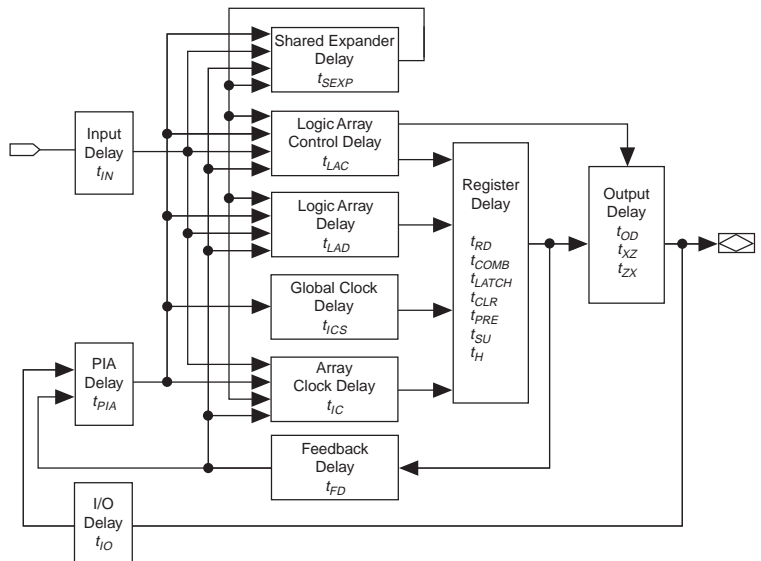 Shared Expander
Delay
tSEXP
Input
Delay
tIN
Logic Array
Control Delay
tLAC
Logic Array
Delay
tLAD
Global Clock
Delay
tICS
Array
Clock Delay
tIC
Feedback
Delay
tFD
PIA
Delay
tPIA
I/O
Delay
tIO
Register
Delay
tRD
tCOMB
tLATCH
tCLR
tPRE
tSU
tH
Output
Delay
tOD
tXZ
tZX